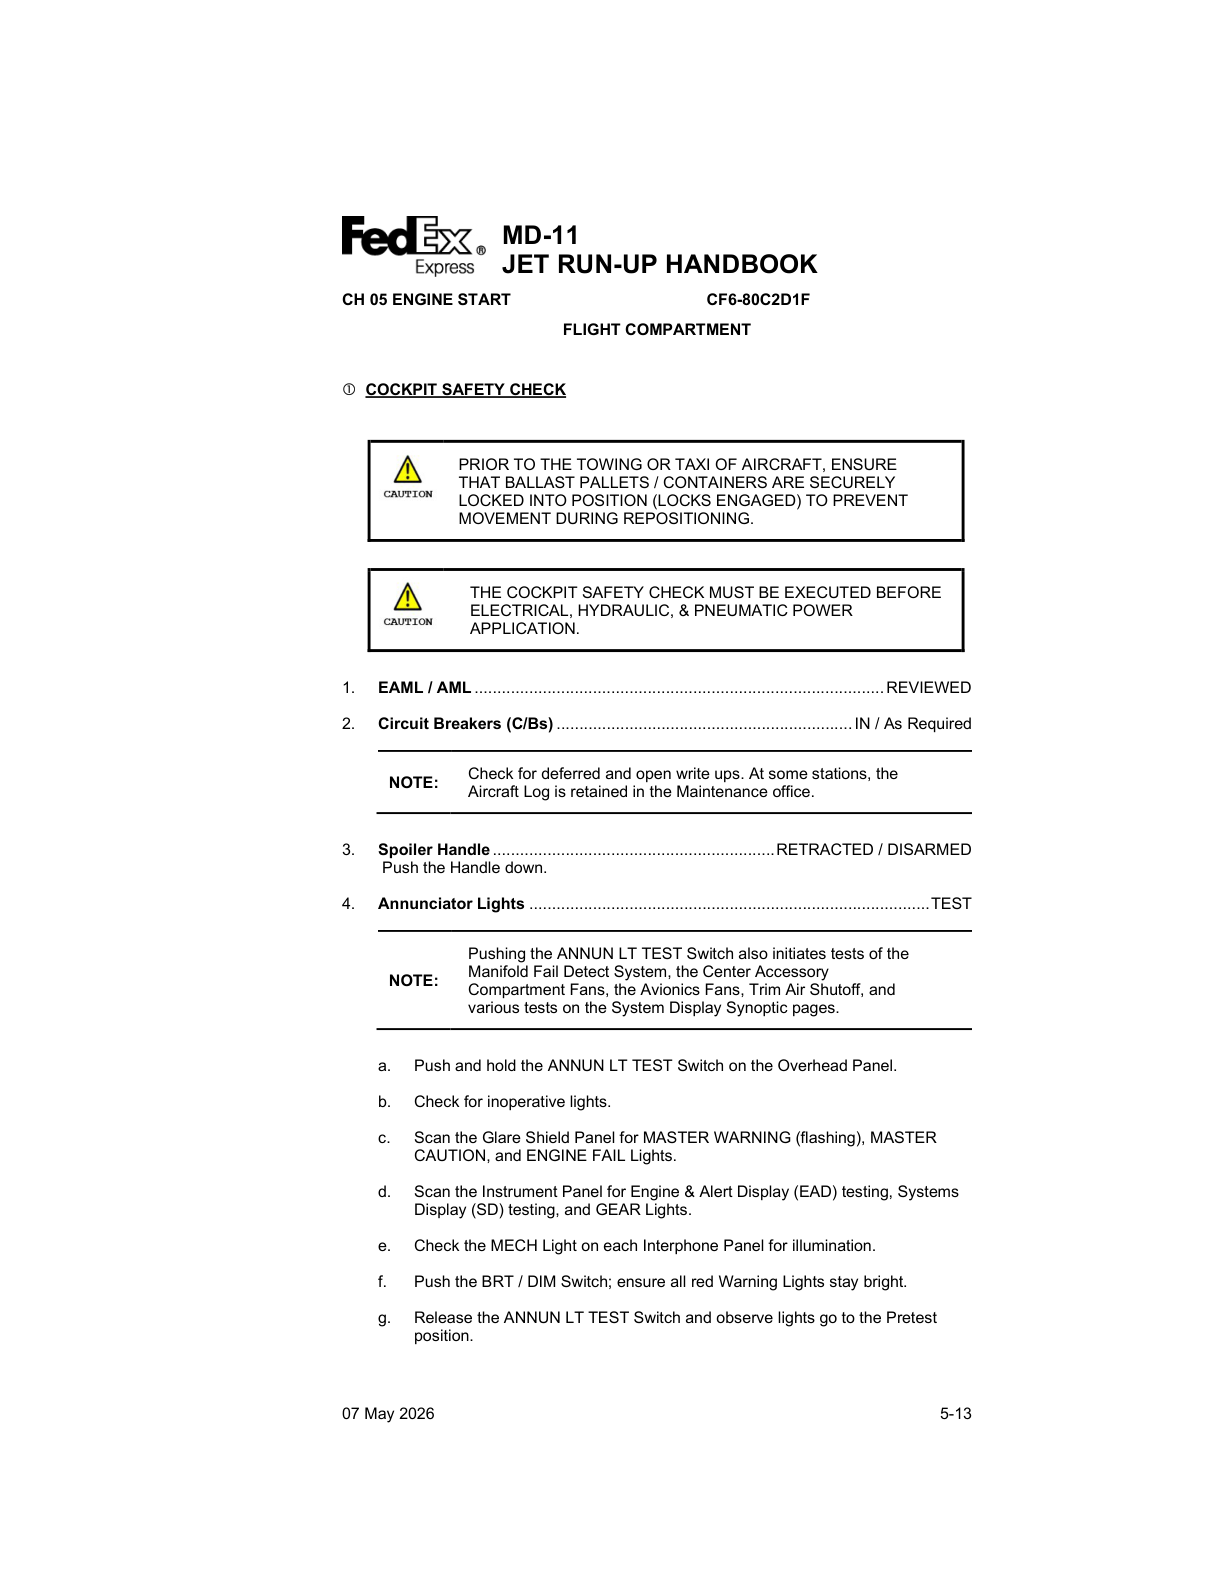 FedEx® MD-11
Express JET RUN-UP HANDBOOK
CH 05 ENGINE START CF6-80C2D1F
FLIGHT COMPARTMENT
① COCKPIT SAFETY CHECK
PRIOR TO THE TOWING OR TAXI OF AIRCRAFT, ENSURE
THAT BALLAST PALLETS / CONTAINERS ARE SECURELY
CAUTION
LOCKED INTO POSITION (LOCKS ENGAGED) TO PREVENT
MOVEMENT DURING REPOSITIONING.
THE COCKPIT SAFETY CHECK MUST BE EXECUTED BEFORE
ELECTRICAL, HYDRAULIC, & PNEUMATIC POWER
CAUTION
APPLICATION.
1. EAML / AML..........................................................................................REVIEWED
2. Circuit Breakers (C/Bs).................................................................IN / As Required
NOTE:
Check for deferred and open write ups. At some stations, the
Aircraft Log is retained in the Maintenance office.
3. Spoiler Handle..............................................................RETRACTED / DISARMED
Push the Handle down.
4. Annunciator Lights ........................................................................................TEST
NOTE:
Pushing the ANNUN LT TEST Switch also initiates tests of the
Manifold Fail Detect System, the Center Accessory
Compartment Fans, the Avionics Fans, Trim Air Shutoff, and
various tests on the System Display Synoptic pages.
a. Push and hold the ANNUN LT TEST Switch on the Overhead Panel.
b. Check for inoperative lights.
c. Scan the Glare Shield Panel for MASTER WARNING (flashing), MASTER
CAUTION, and ENGINE FAIL Lights.
d. Scan the Instrument Panel for Engine & Alert Display (EAD) testing, Systems
Display (SD) testing, and GEAR Lights.
e. Check the MECH Light on each Interphone Panel for illumination.
f. Push the BRT / DIM Switch; ensure all red Warning Lights stay bright.
g. Release the ANNUN LT TEST Switch and observe lights go to the Pretest
position.
07 May 2026 5-13